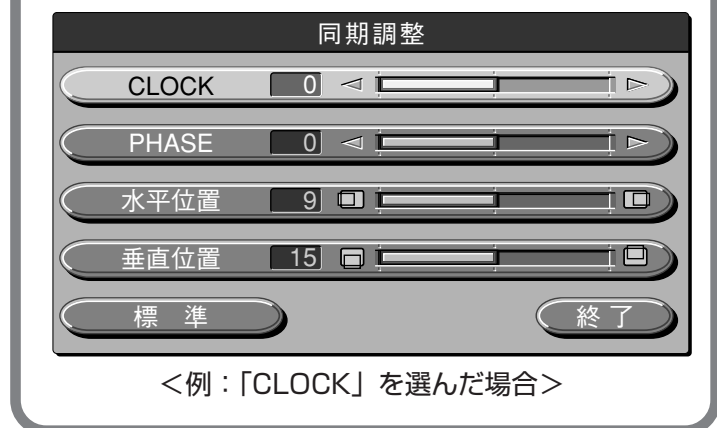 同期調整
CLOCK 0
PHASE 0
水平位置 9
垂直位置 15
標 準 終 了
＜例：「CLOCK」を選んだ場合＞